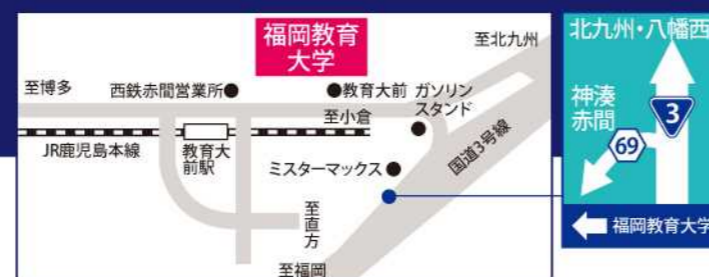 福岡教育
大学
至北九州
至博多
西鉄赤間営業所
教育大前
ガソリン
スタンド
至小倉
JR鹿児島本線
教育大
前駅
ミスターマックス
国道3号線
至直方
至福岡
北九州・八幡西
神湊
赤間
3
69
福岡教育大学